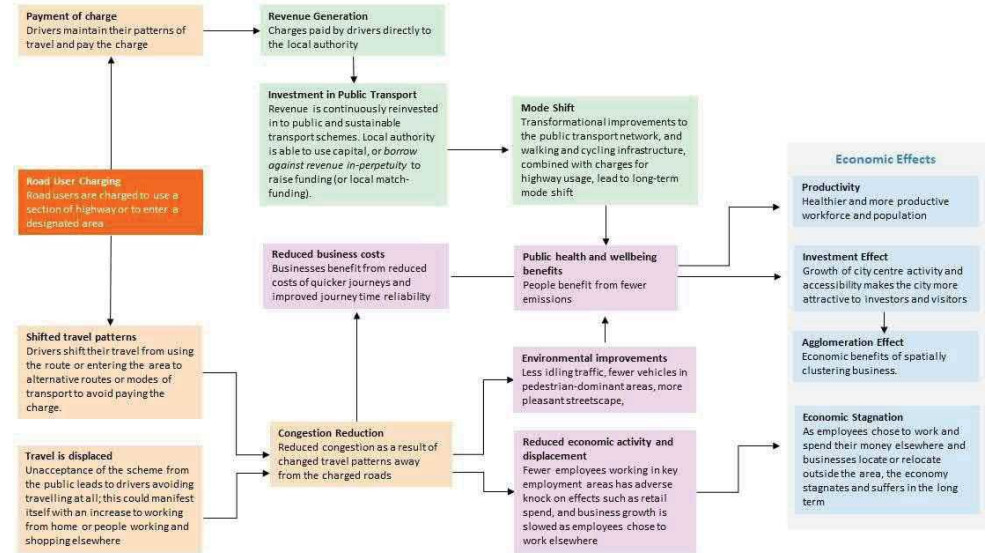 Payment of charge
Drivers maintain their patterns of
travel and pay the charge
Revenue Generation
Charges paid by drivers directly to
the local authority
Investment in Public Transport
Revenue is continuously reinvested
in to public and sustainable
transport schemes. Local authority
is able to use capital, or borrow
against revenue in-perpetuity to
raise funding (or local match-
funding).
Mode Shift
Transformational improvements to
the public transport network, and
walking and cycling infrastructure,
combined with charges for
highway usage, lead to long-term
mode shift
Road User Charging
Road users are charged to use a
section of highway or to enter a
designated area
Reduced business costs
Businesses benefit from reduced
costs of quicker journeys and
improved journey time reliability
Public health and wellbeing
benefits
People benefit from fewer
emissions
Shifted travel patterns
Drivers shift their travel from using
the route or entering the area to
alternative routes or modes of
transport to avoid paying the
charge.
Environmental improvements
Less idling traffic, fewer vehicles in
pedestrian-dominant areas, more
pleasant streetscape,
Travel is displaced
Unacceptance of the scheme from
the public leads to drivers avoiding
travelling at all; this could manifest
itself with an increase to working
from home or people working and
shopping elsewhere
Congestion Reduction
Reduced congestion as a result of
changed travel patterns away
from the charged roads
Reduced economic activity and
displacement
Fewer employees working in key
employment areas has adverse
knock on effects such as retail
spend, and business growth is
slowed as employees chose to
work elsewhere
Economic Effects
Productivity
Healthier and more productive
workforce and population
Investment Effect
Growth of city centre activity and
accessibility makes the city more
attractive to investors and visitors
Agglomeration Effect
Economic benefits of spatially
clustering business.
Economic Stagnation
As employees chose to work and
spend their money elsewhere and
businesses locate or relocate
outside the area, the economy
stagnates and suffers in the long
term